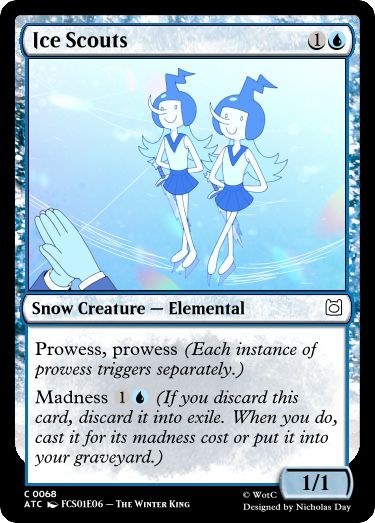 Ice Scouts 1
Snow Creature — Elemental
Prowess, prowess (Each instance of
prowess triggers separately.)
Madness 1 (If you discard this
card, discard it into exile. When you do,
cast it for its madness cost or put it into
your graveyard.)
1/1
C 0068
ATC FCS01E06 – The Winter King
© WotC
Designed by Nicholas Day